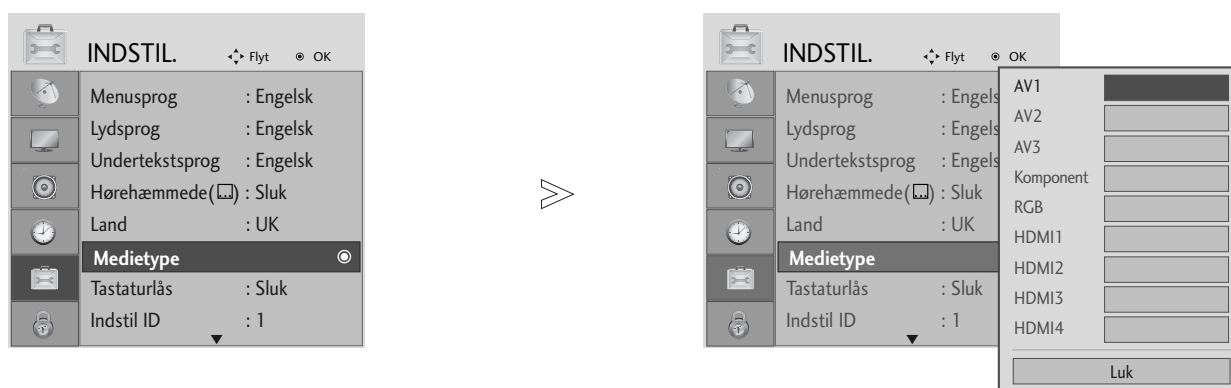 INDSTIL. Flyt OK
Menusprog : Engelsk
Lydsprog : Engelsk
Undertekstsprog : Engelsk
Hørehæmmede( ) : Sluk
Land : UK
Medietype
Tastaturlås : Sluk
Indstil ID : 1
INDSTIL. Flyt OK
Menusprog : Engels
Lydsprog : Engels
Undertekstsprog : Engels
Hørehæmmede( ) : Sluk
Land : UK
Medietype
Tastaturlås : Sluk
Indstil ID : 1
AV1
AV2
AV3
Komponent
RGB
HDMI1
HDMI2
HDMI3
HDMI4
Luk